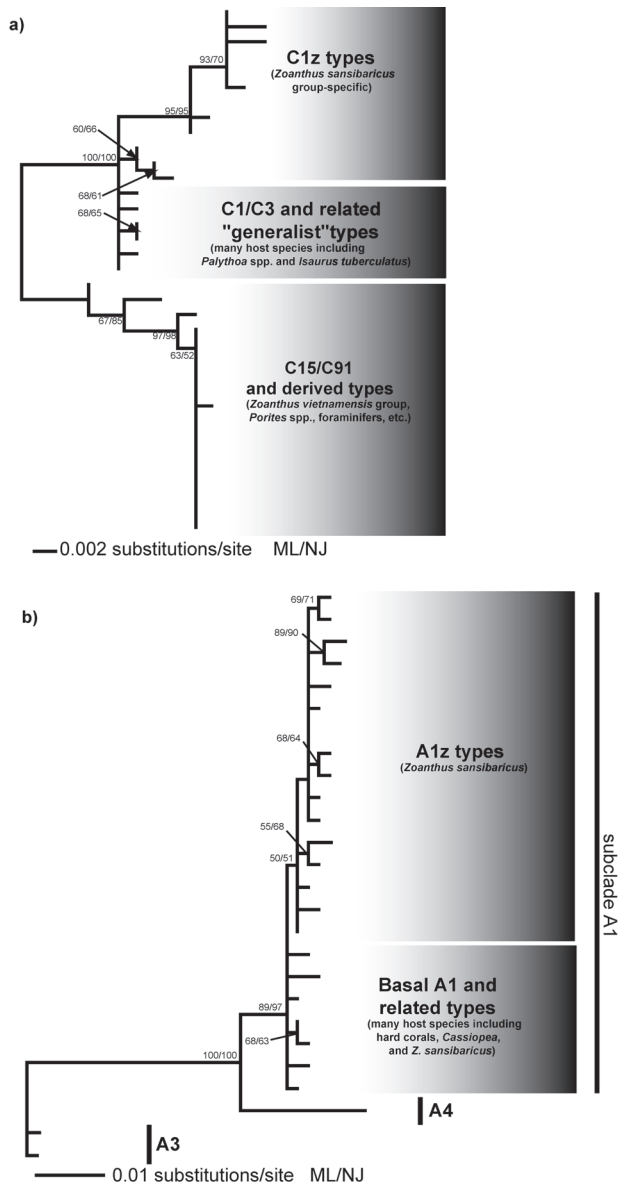 a)
93/70
C1z types
(Zoanthus sansibaricus
group-specific)
95/95
60/66
100/100
68/61
68/65
C1/C3 and related
"generalist"types
(many host species including
Palythoa spp. and Isaurus tuberculatus)
67/85
97/98
63/52
C15/C91
and derived types
(Zoanthus vietnamensis group,
Porites spp., foraminifers, etc.)
0.002 substitutions/site ML/NJ
b)
69/71
89/90
68/64
A1z types
(Zoanthus sansibaricus)
55/68
50/51
subclade A1
Basal A1 and
related types
(many host species including
hard corals, Cassiopea,
and Z. sansibaricus)
89/97
68/63
100/100
A4
A3
0.01 substitutions/site ML/NJ